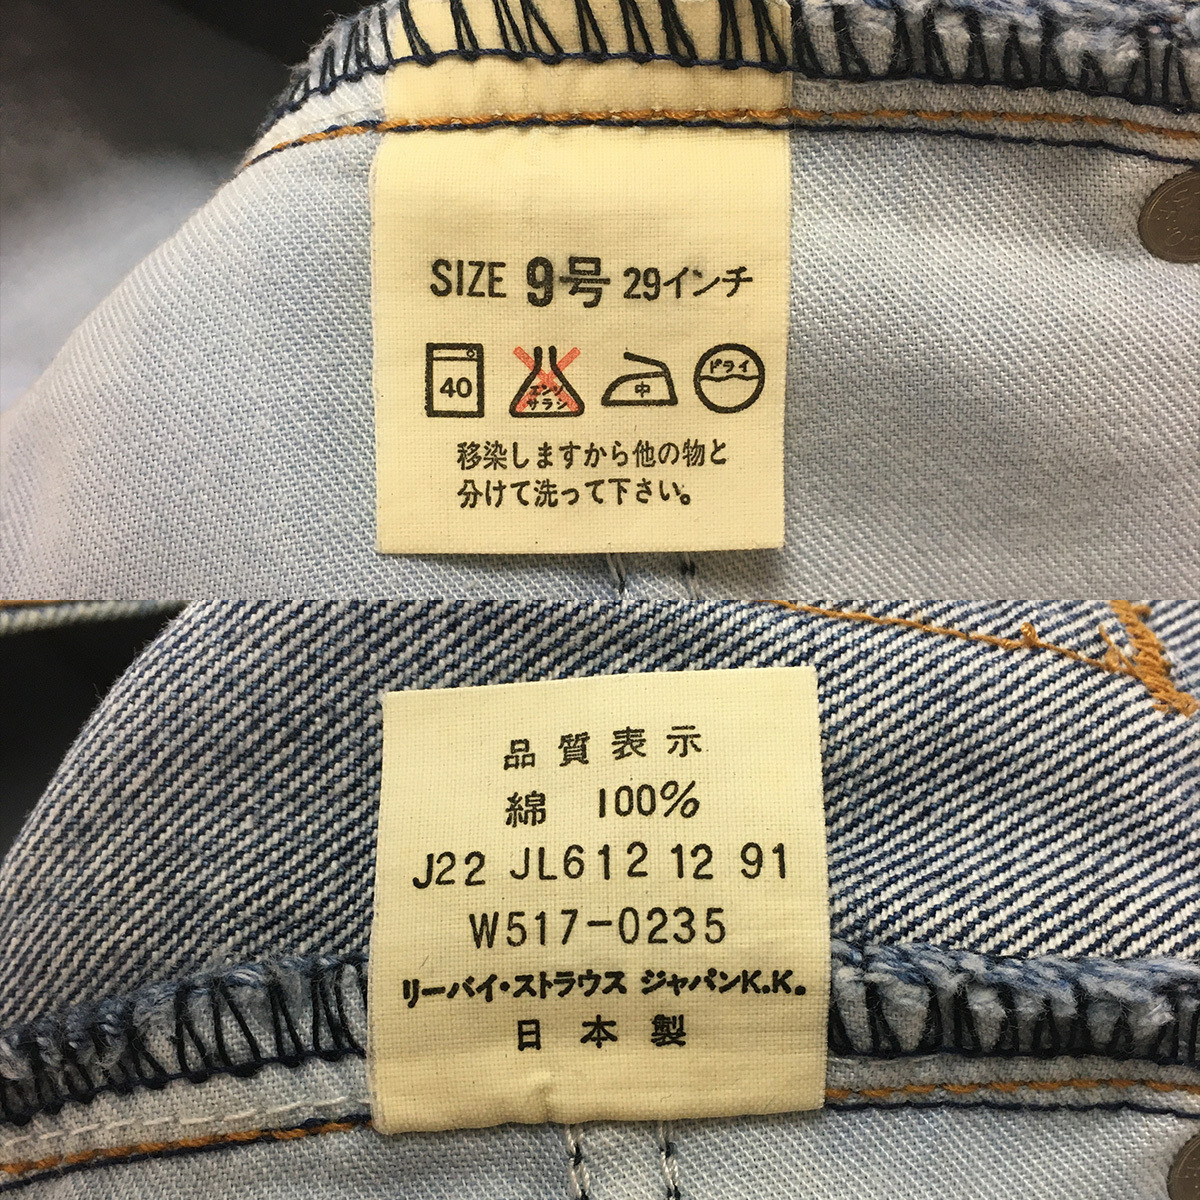 SIZE 9号 29インチ
40 エンソ サラシ 中 ドライ
移染しますから他の物と
分けて洗って下さい。
品質表示
綿 100%
J22 JL612 12 91
W517-0235
リーバイ・ストラウス ジャパンK.K.
日本製